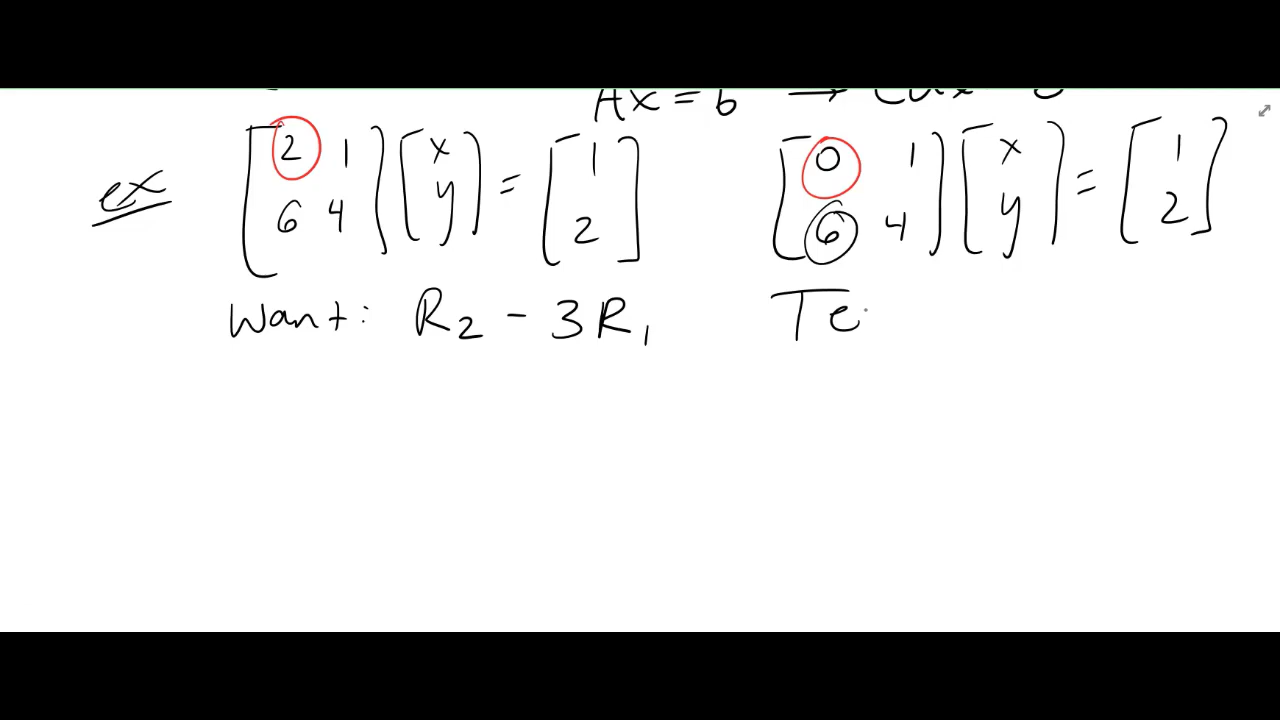 Ax = b →
ex [2 1; 6 4] [x; y] = [1; 2] [0 1; 6 4] [x; y] = [1; 2]
Want: R₂ - 3R₁ Te